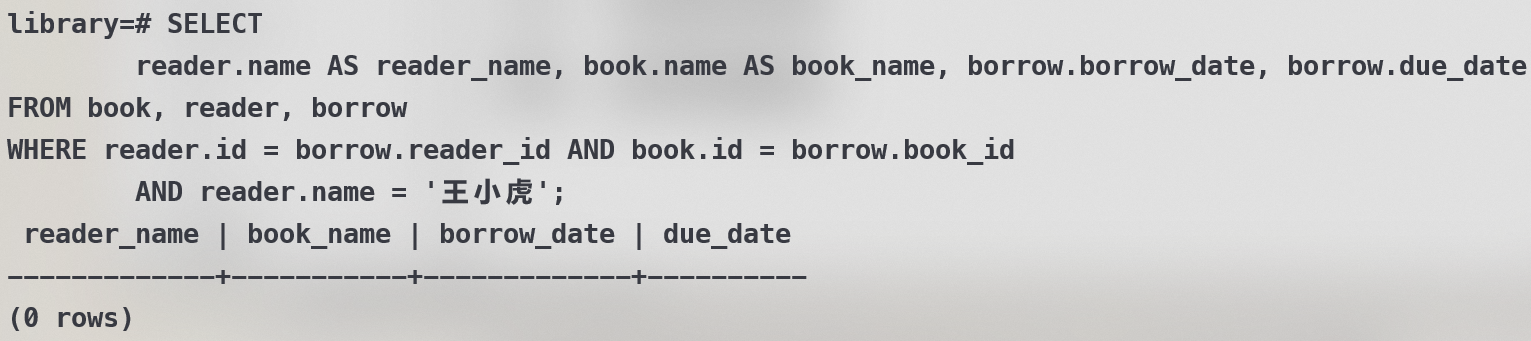 library=# SELECT
reader.name AS reader_name, book.name AS book_name, borrow.borrow_date, borrow.due_date
FROM book, reader, borrow
WHERE reader.id = borrow.reader_id AND book.id = borrow.book_id
AND reader.name = '王小虎';
reader_name | book_name | borrow_date | due_date
-------------+-----------+-------------+----------
(0 rows)